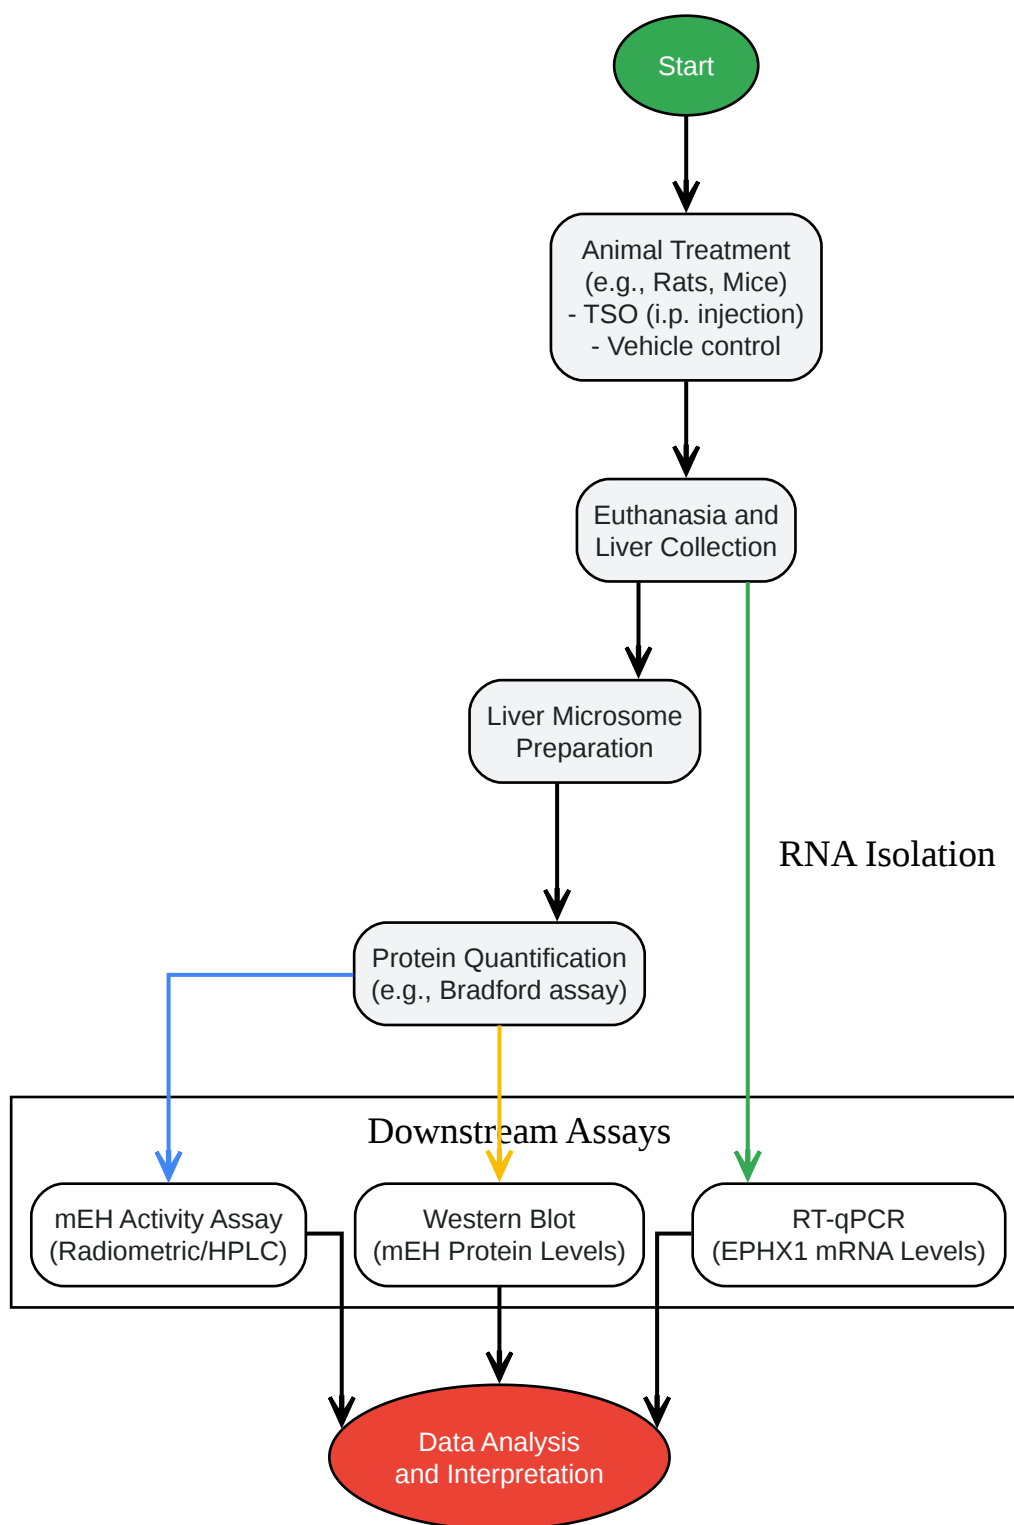 Start
Animal Treatment
(e.g., Rats, Mice)
- TSO (i.p. injection)
- Vehicle control
Euthanasia and
Liver Collection
Liver Microsome
Preparation
RNA Isolation
Protein Quantification
(e.g., Bradford assay)
Downstream Assays
mEH Activity Assay
(Radiometric/HPLC)
Western Blot
(mEH Protein Levels)
RT-qPCR
(EPHX1 mRNA Levels)
Data Analysis
and Interpretation